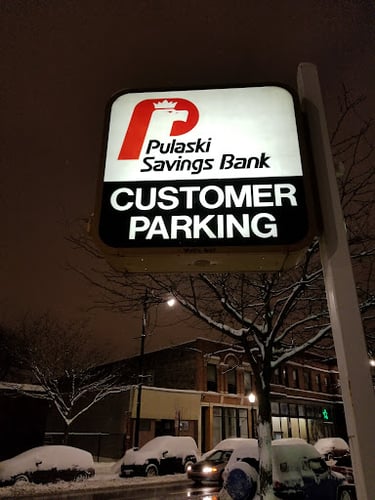 Pulaski
Savings Bank
CUSTOMER
PARKING